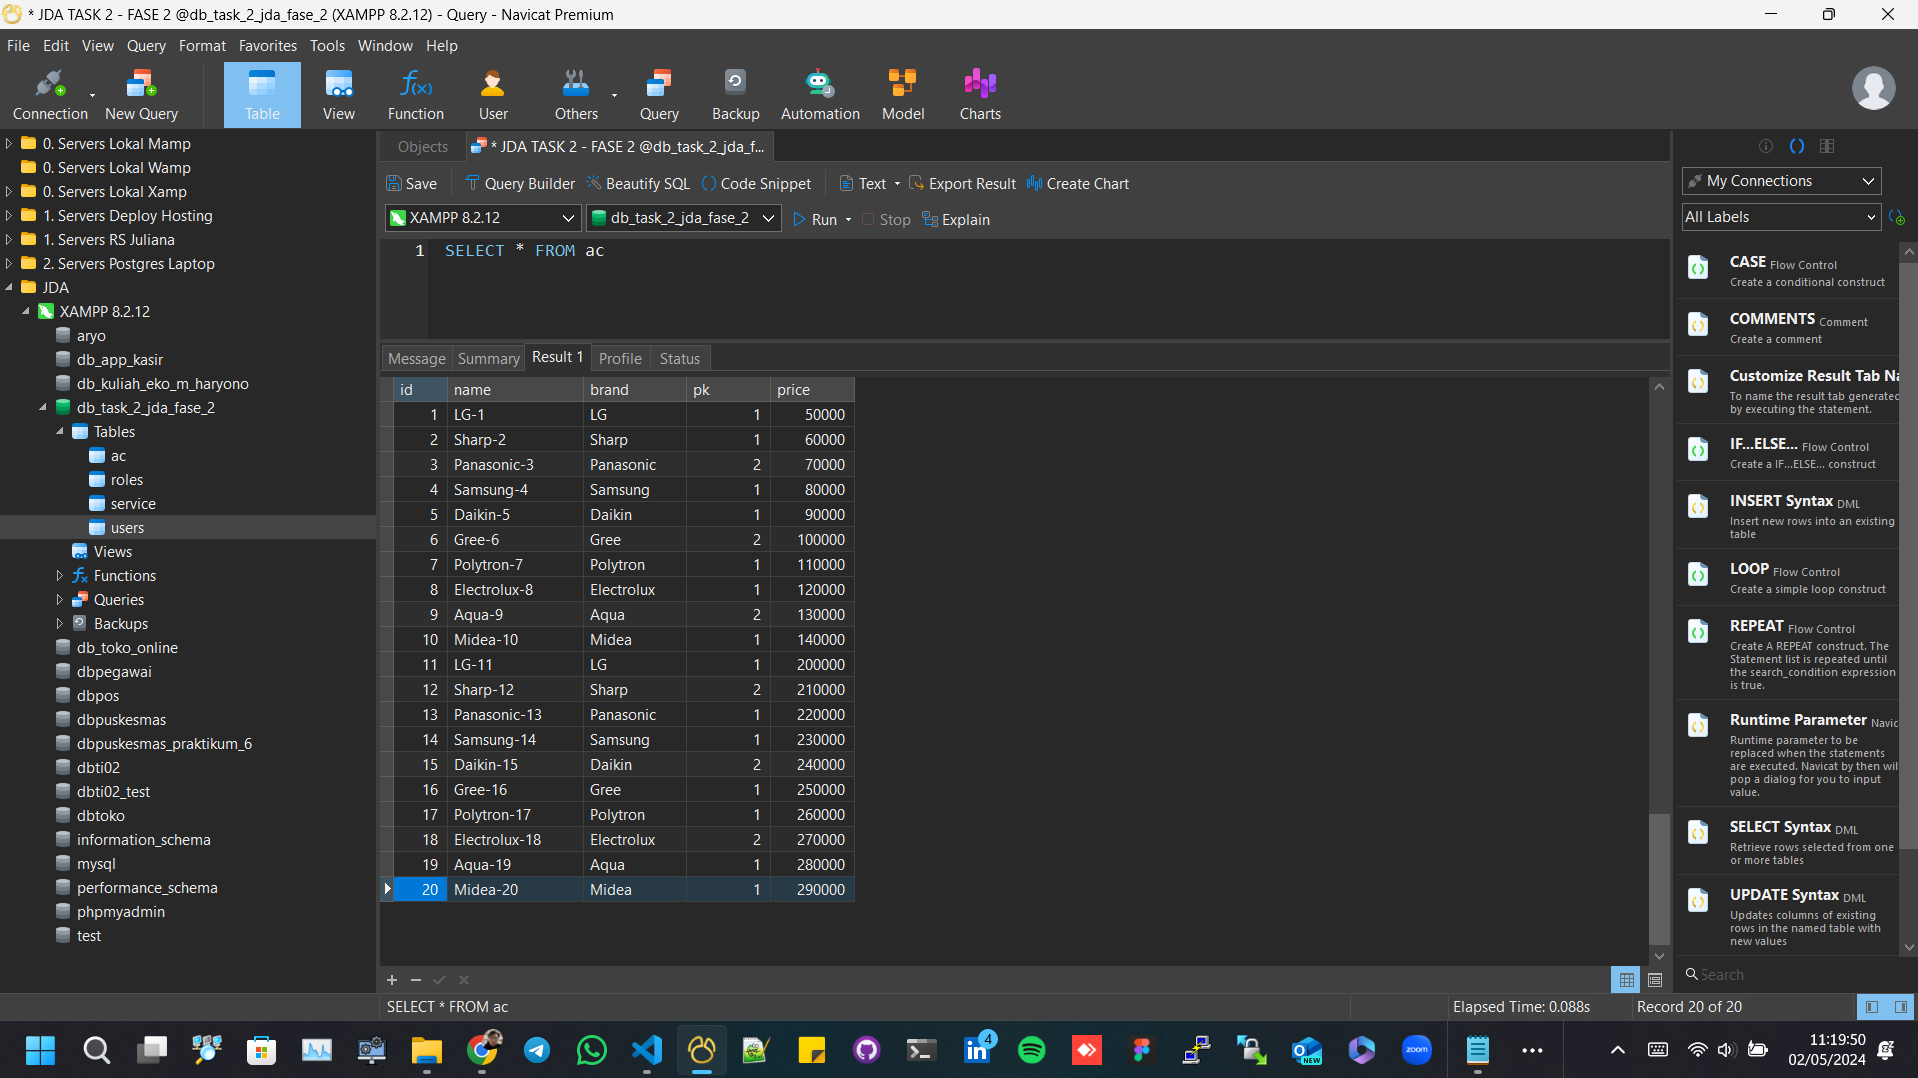 * JDA TASK 2 - FASE 2 @db_task_2_jda_fase_2 (XAMPP 8.2.12) - Query - Navicat Premium
File Edit View Query Format Favorites Tools Window Help
Connection New Query Table View Function User Others Query Backup Automation Model Charts
0. Servers Lokal Mamp
0. Servers Lokal Wamp
0. Servers Lokal Xamp
1. Servers Deploy Hosting
1. Servers RS Juliana
2. Servers Postgres Laptop
JDA
XAMPP 8.2.12
aryo
db_app_kasir
db_kuliah_eko_m_haryono
db_task_2_jda_fase_2
Tables
ac
roles
service
users
Views
Functions
Queries
Backups
db_toko_online
dbpegawai
dbpos
dbpuskesmas
dbpuskesmas_praktikum_6
dbti02
dbti02_test
dbtoko
information_schema
mysql
performance_schema
phpmyadmin
test
Objects * JDA TASK 2 - FASE 2 @db_task_2_jda_f...
Save Query Builder Beautify SQL Code Snippet Text Export Result Create Chart
XAMPP 8.2.12 db_task_2_jda_fase_2 Run Stop Explain
1 SELECT * FROM ac
Message Summary Result 1 Profile Status
id name brand pk price
1 LG-1 LG 1 50000
2 Sharp-2 Sharp 1 60000
3 Panasonic-3 Panasonic 2 70000
4 Samsung-4 Samsung 1 80000
5 Daikin-5 Daikin 1 90000
6 Gree-6 Gree 2 100000
7 Polytron-7 Polytron 1 110000
8 Electrolux-8 Electrolux 1 120000
9 Aqua-9 Aqua 2 130000
10 Midea-10 Midea 1 140000
11 LG-11 LG 1 200000
12 Sharp-12 Sharp 2 210000
13 Panasonic-13 Panasonic 1 220000
14 Samsung-14 Samsung 1 230000
15 Daikin-15 Daikin 2 240000
16 Gree-16 Gree 1 250000
17 Polytron-17 Polytron 1 260000
18 Electrolux-18 Electrolux 2 270000
19 Aqua-19 Aqua 1 280000
20 Midea-20 Midea 1 290000
SELECT * FROM ac Elapsed Time: 0.088s Record 20 of 20
My Connections
All Labels
CASE Flow Control
Create a conditional construct
COMMENTS Comment
Create a comment
Customize Result Tab Na
To name the result tab generated
by executing the statement.
IF...ELSE... Flow Control
Create a IF...ELSE... construct
INSERT Syntax DML
Insert new rows into an existing
table
LOOP Flow Control
Create a simple loop construct
REPEAT Flow Control
Create A REPEAT construct. The
Statement list is repeated until
the search_condition expression
is true.
Runtime Parameter Navic
Runtime parameter to be
replaced when the statements
are executed. Navicat by then wil
pop a dialog for you to input
value.
SELECT Syntax DML
Retrieve rows selected from one
or more tables
UPDATE Syntax DML
Updates columns of existing
rows in the named table with
new values
Search
4
NEW
zoom
11:19:50
02/05/2024